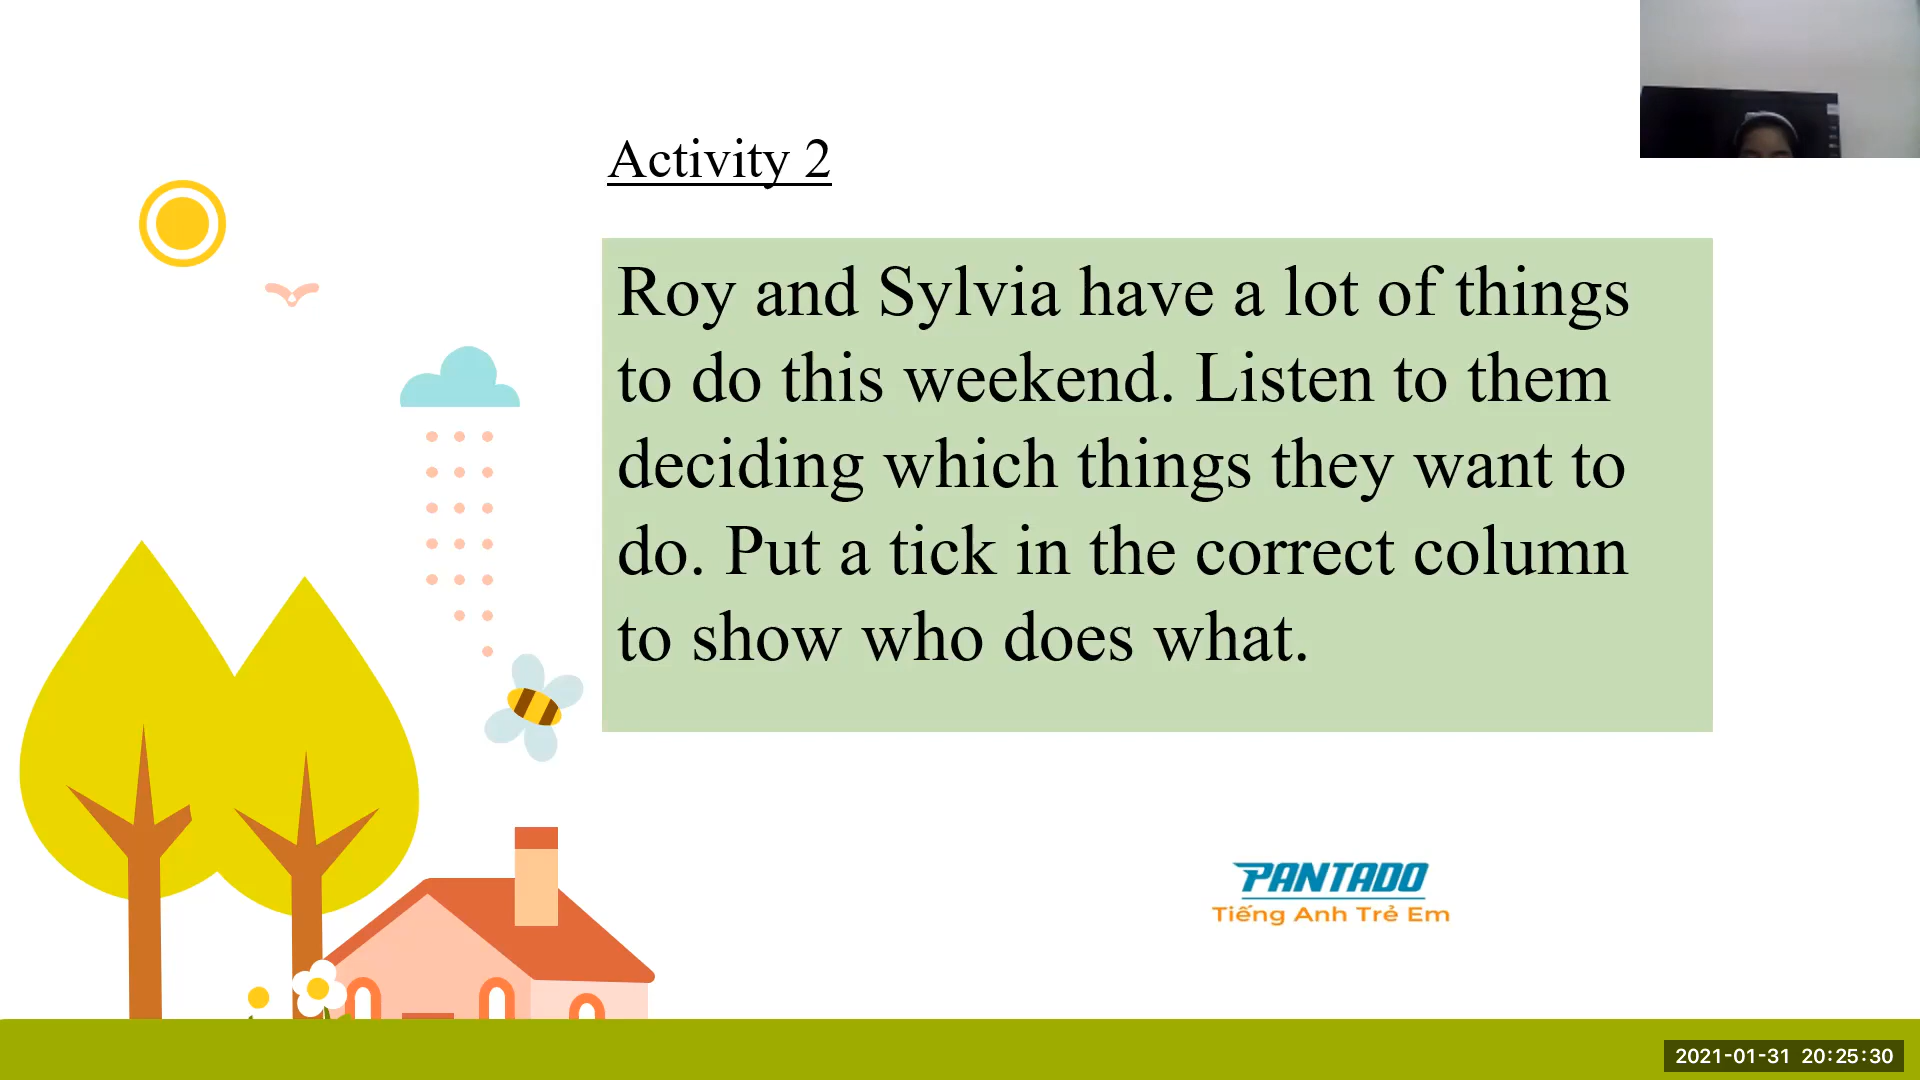 Activity 2
Roy and Sylvia have a lot of things
to do this weekend. Listen to them
deciding which things they want to
do. Put a tick in the correct column
to show who does what.
PANTADO
Tiếng Anh Trẻ Em
2021-01-31 20:25:30